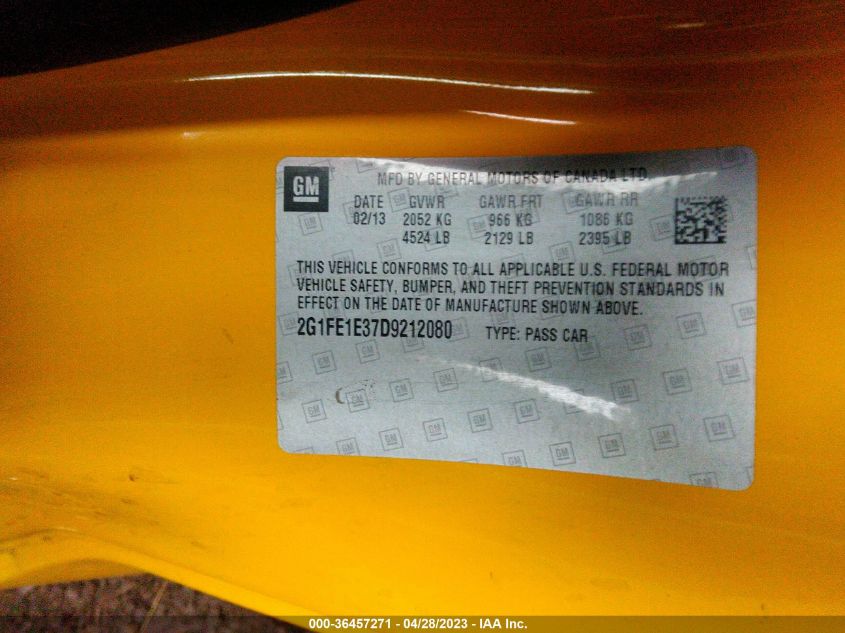 GM
MFD BY GENERAL MOTORS OF CANADA LTD.
DATE GVWR GAWR FRT GAWR RR
02/13 2052 KG 966 KG 1086 KG
4524 LB 2129 LB 2395 LB
THIS VEHICLE CONFORMS TO ALL APPLICABLE U.S. FEDERAL MOTOR
VEHICLE SAFETY, BUMPER, AND THEFT PREVENTION STANDARDS IN
EFFECT ON THE DATE OF MANUFACTURE SHOWN ABOVE.
2G1FE1E37D9212080 TYPE: PASS CAR
000-36457271 - 04/28/2023 - IAA Inc.